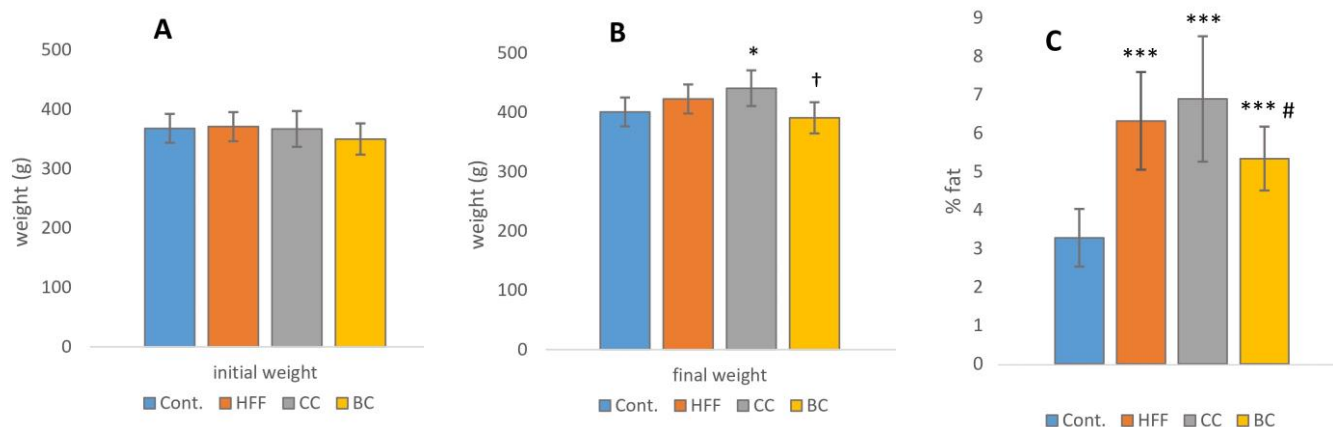 A
500
400
300
200
100
0
weight (g)
initial weight
Cont. HFF CC BC
B
500
400
300
200
100
0
weight (g)
*
†
final weight
Cont. HFF CC BC
C
9
8
7
6
5
4
3
2
1
0
% fat
***
***
*** #
Cont. HFF CC BC